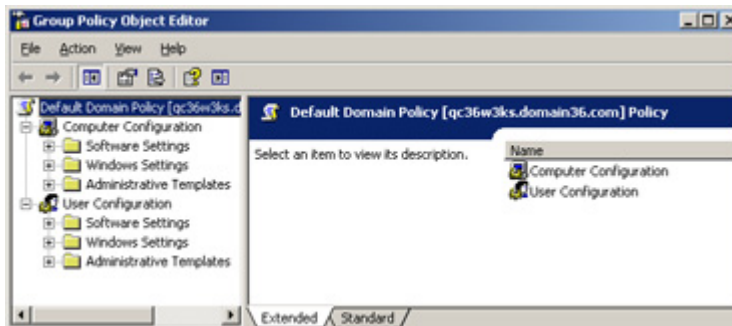 Group Policy Object Editor
File Action View Help
Default Domain Policy [qc36w3ks.d
Computer Configuration
Software Settings
Windows Settings
Administrative Templates
User Configuration
Software Settings
Windows Settings
Administrative Templates
Default Domain Policy [qc36w3ks.domain36.com] Policy
Select an item to view its description.
Name
Computer Configuration
User Configuration
Extended Standard